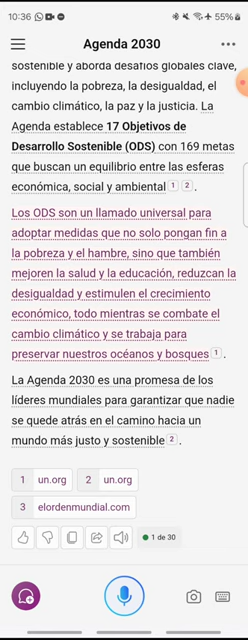 10:36 55%
Agenda 2030
sostenible y aborda desafíos globales clave,
incluyendo la pobreza, la desigualdad, el
cambio climático, la paz y la justicia. La
Agenda establece 17 Objetivos de
Desarrollo Sostenible (ODS) con 169 metas
que buscan un equilibrio entre las esferas
económica, social y ambiental 1 2 .
Los ODS son un llamado universal para
adoptar medidas que no solo pongan fin a
la pobreza y el hambre, sino que también
mejoren la salud y la educación, reduzcan la
desigualdad y estimulen el crecimiento
económico, todo mientras se combate el
cambio climático y se trabaja para
preservar nuestros océanos y bosques 1 .
La Agenda 2030 es una promesa de los
líderes mundiales para garantizar que nadie
se quede atrás en el camino hacia un
mundo más justo y sostenible 2 .
1 un.org 2 un.org
3 elordenmundial.com
1 de 30